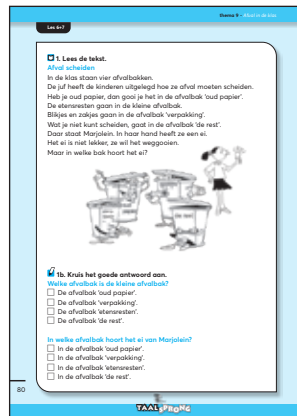 thema 9 - Afval in de klas
Les 6+7
1. Lees de tekst.
Afval scheiden
In de klas staan vier afvalbakken.
De juf heeft de kinderen uitgelegd hoe ze afval moeten scheiden.
Heb je oud papier, dan gooi je het in de afvalbak 'oud papier'.
De etensresten gaan in de kleine afvalbak.
Blikjes en zakjes gaan in de afvalbak 'verpakking'.
Wat je niet kunt scheiden, gaat in de afvalbak 'de rest'.
Daar staat Marjolein. In haar hand heeft ze een ei.
Het ei is niet lekker, ze wil het weggooien.
Maar in welke bak hoort het ei?
1b. Kruis het goede antwoord aan.
Welke afvalbak is de kleine afvalbak?
De afvalbak 'oud papier'.
De afvalbak 'verpakking'.
De afvalbak 'etensresten'.
De afvalbak 'de rest'.
In welke afvalbak hoort het ei van Marjolein?
In de afvalbak 'oud papier'.
In de afvalbak 'verpakking'.
In de afvalbak 'etensresten'.
In de afvalbak 'de rest'.
80
TAALSPRONG